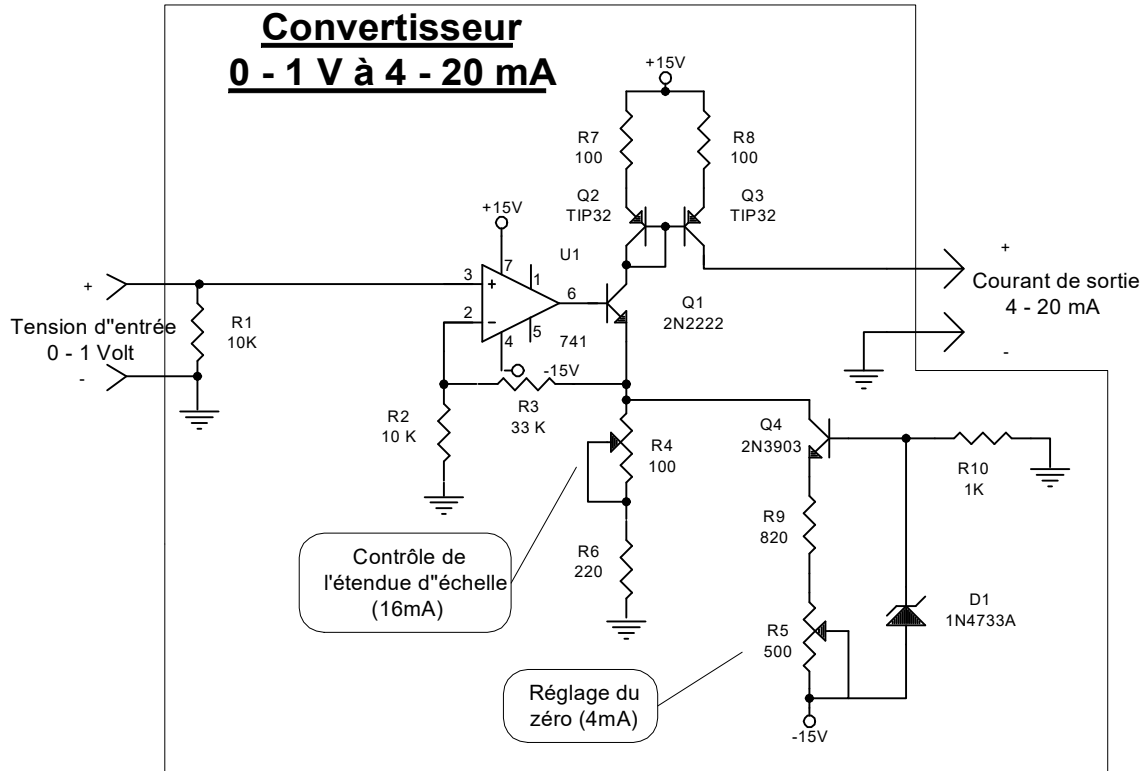 Convertisseur
0 - 1 V à 4 - 20 mA
+15V
R7
100
R8
100
Q2
TIP32
Q3
TIP32
+15V
U1
7
1
3
+
6
2
-
5
4
741
-15V
Q1
2N2222
+
Tension d"entrée
0 - 1 Volt
-
R1
10K
+
Courant de sortie
4 - 20 mA
-
R2
10 K
R3
33 K
R4
100
Q4
2N3903
R10
1K
R9
820
R6
220
Contrôle de
l'étendue d"échelle
(16mA)
D1
1N4733A
R5
500
Réglage du
zéro (4mA)
-15V